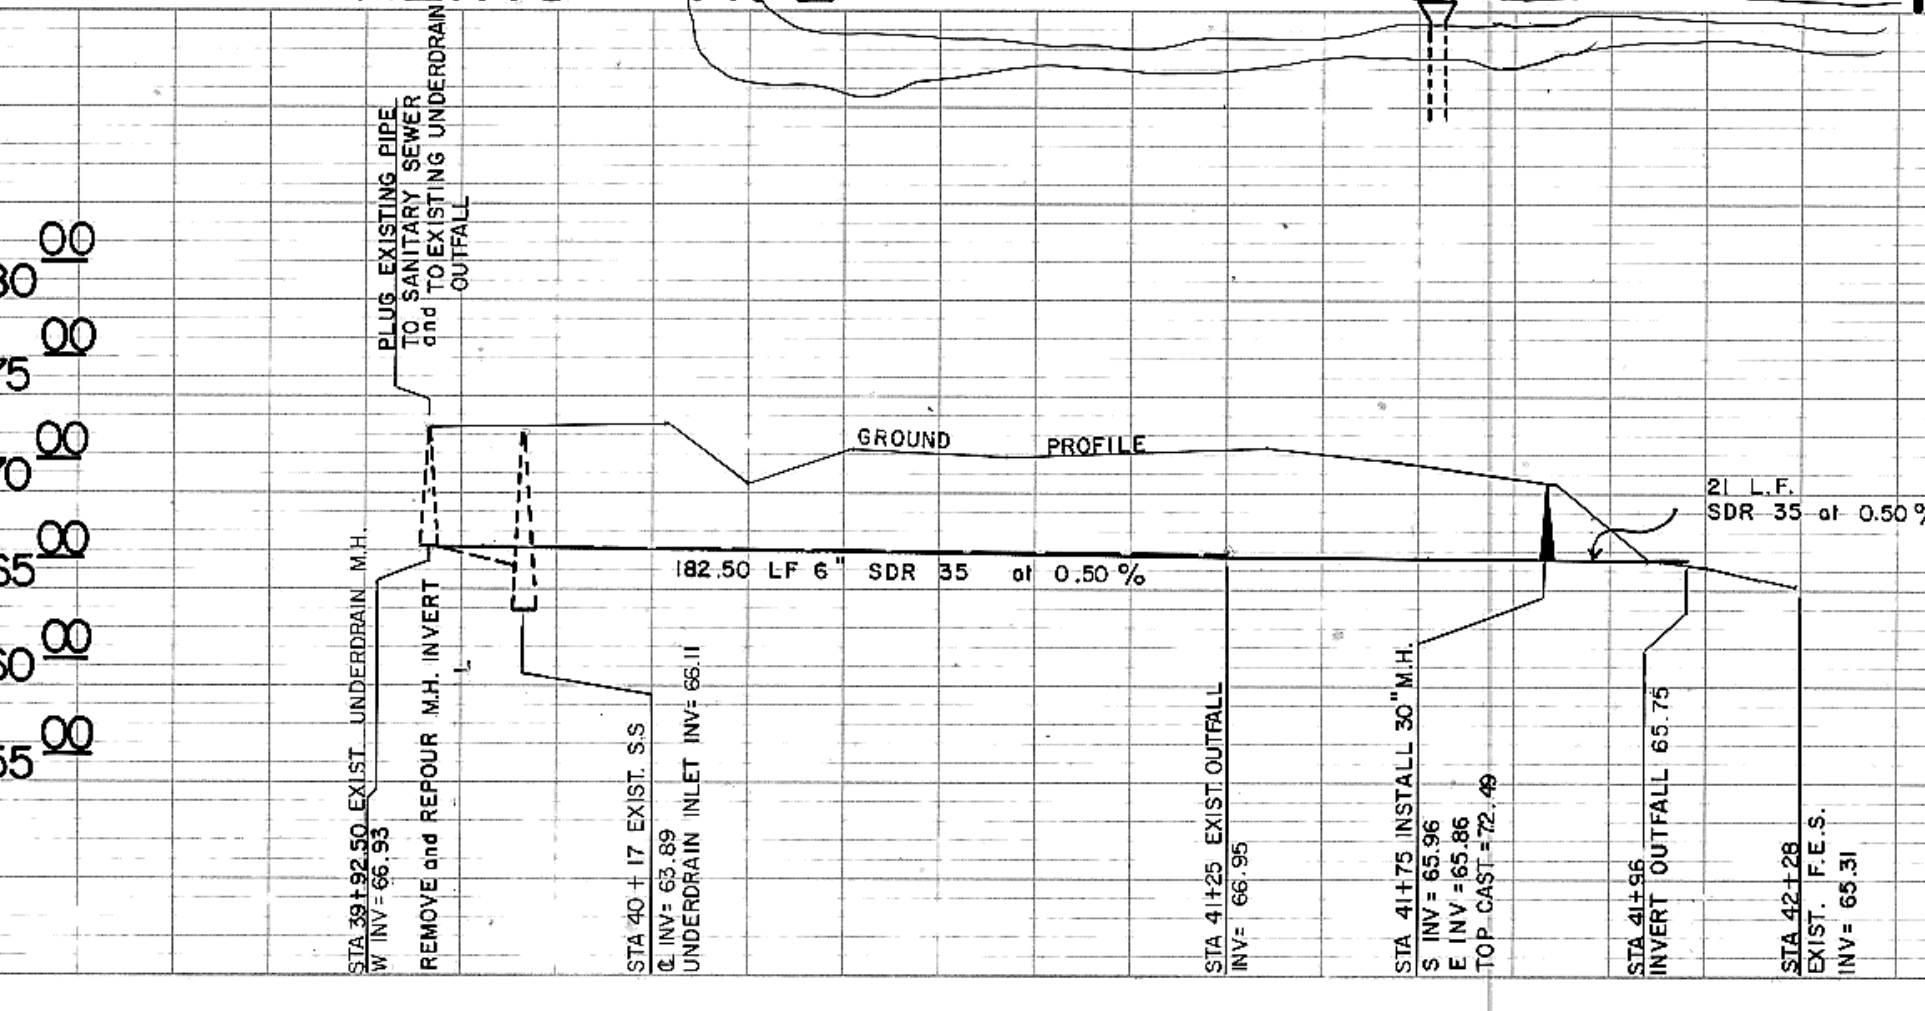 PLUG EXISTING PIPE
TO SANITARY SEWER
and TO EXISTING UNDERDRAIN
OUTFALL
00
80
00
75
00
70
00
65
00
60
00
55
GROUND PROFILE
21 L.F.
SDR 35 at 0.50 %
182.50 LF 6" SDR 35 at 0.50 %
STA 39+92.50 EXIST. UNDERDRAIN M.H.
W INV= 66.93
REMOVE and REPOUR M.H. INVERT
STA 40 + 17 EXIST. S.S
℄ INV= 63.89
UNDERDRAIN INLET INV= 66.11
STA 41+25 EXIST. OUTFALL
INV= 66.95
STA 41+75 INSTALL 30" M.H.
S INV = 65.96
E INV = 65.86
TOP CAST = 72.49
STA 41+96
INVERT OUTFALL 65.75
STA 42+28
EXIST. F.E.S.
INV= 65.31